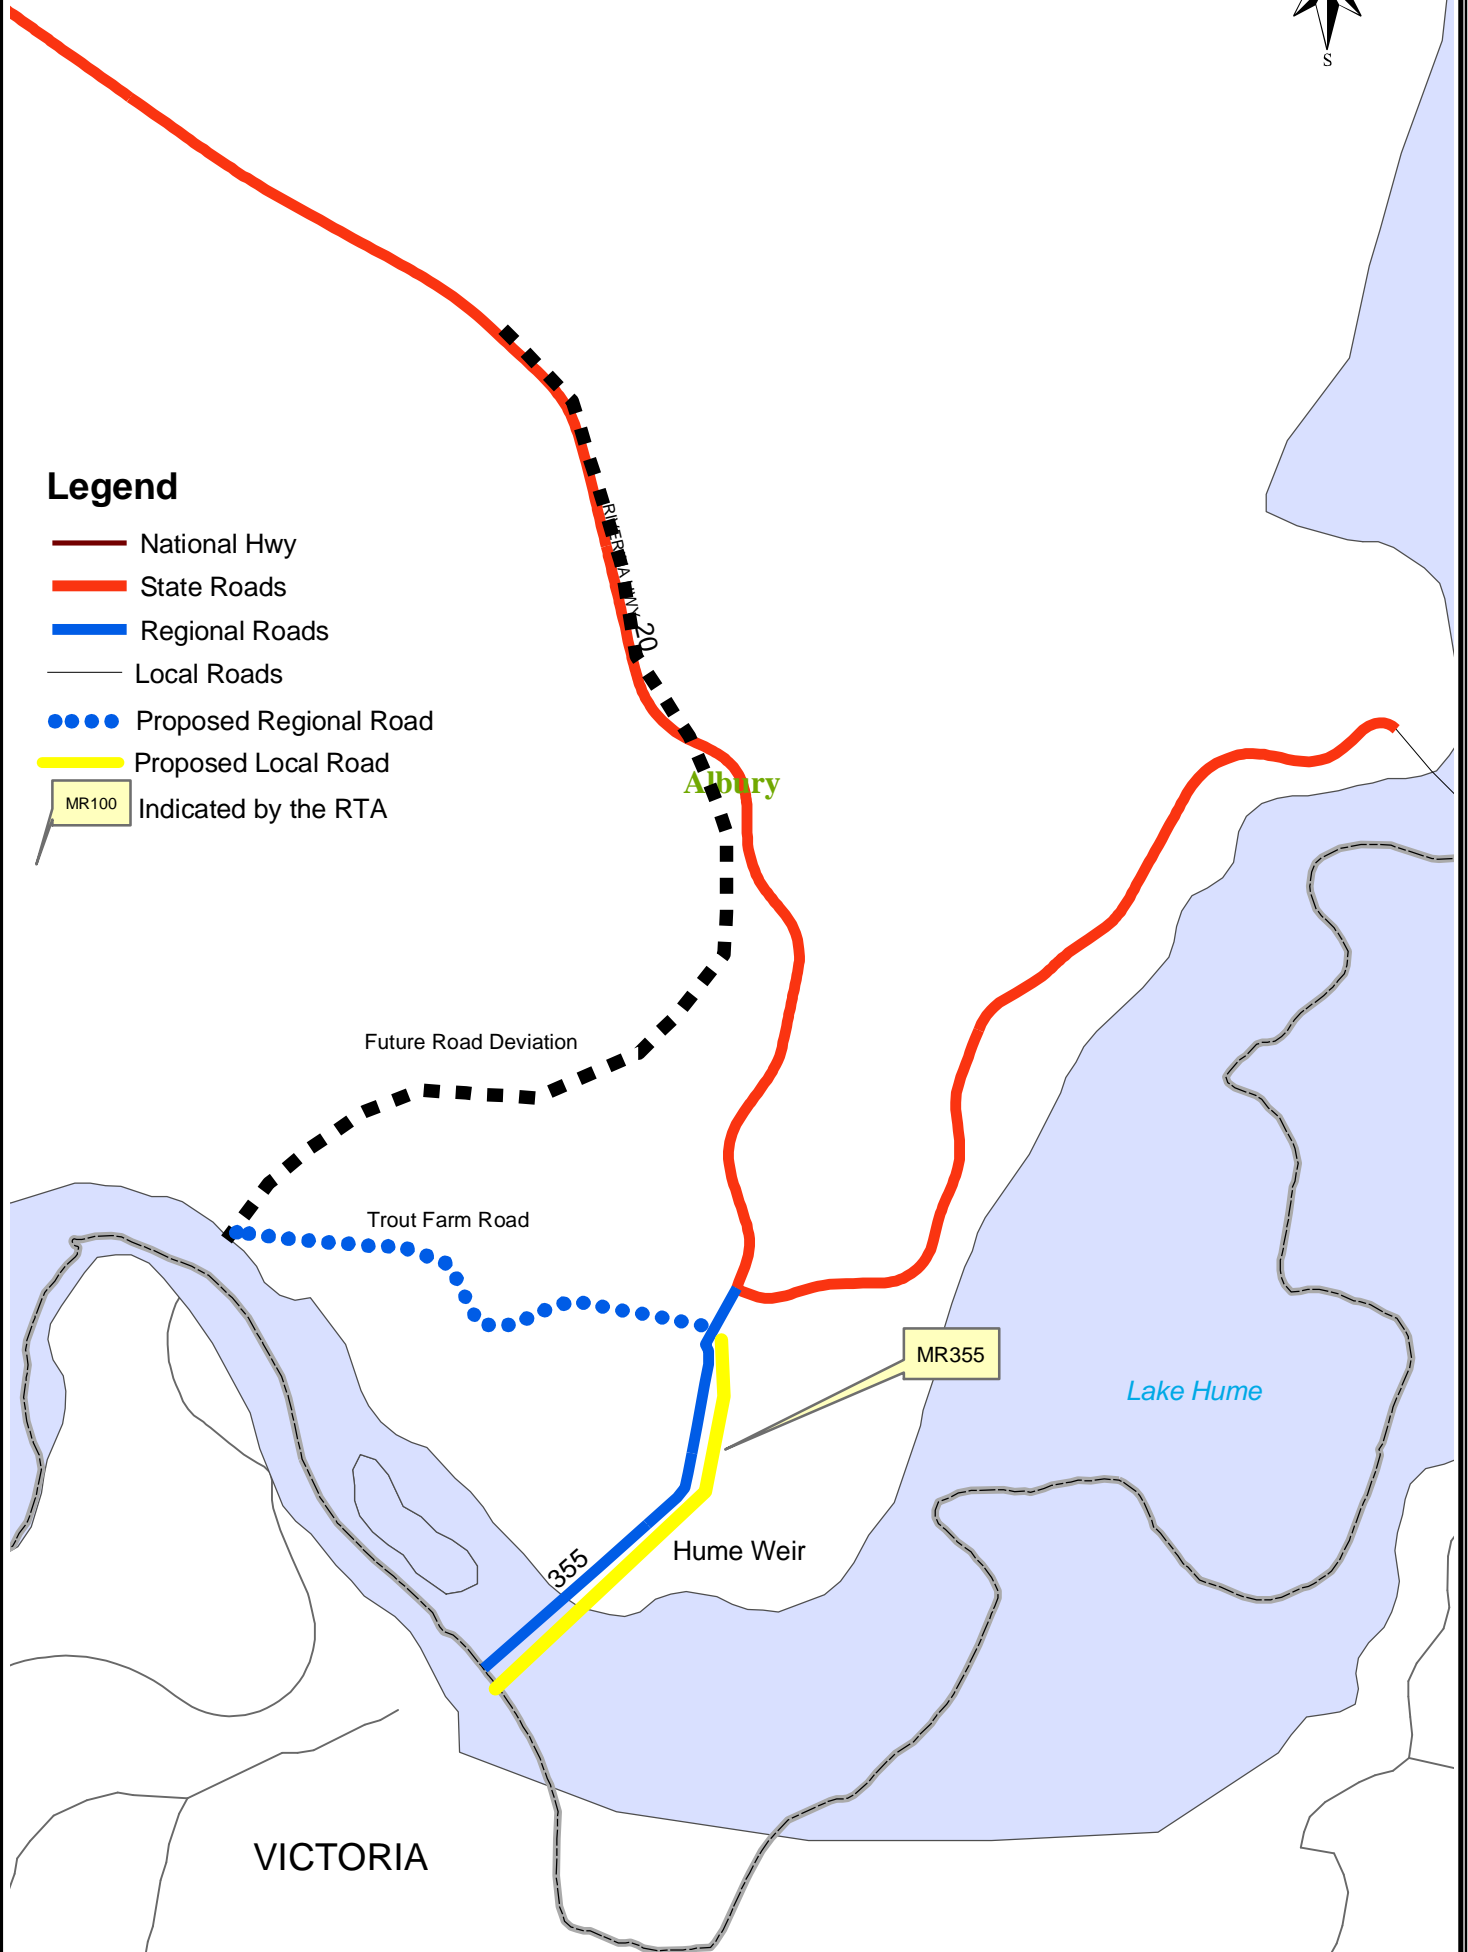 S
Legend
National Hwy
State Roads
Regional Roads
Local Roads
Proposed Regional Road
Proposed Local Road
MR100
Indicated by the RTA
HWY 20
Albury
Future Road Deviation
Trout Farm Road
MR355
Lake Hume
355
Hume Weir
VICTORIA